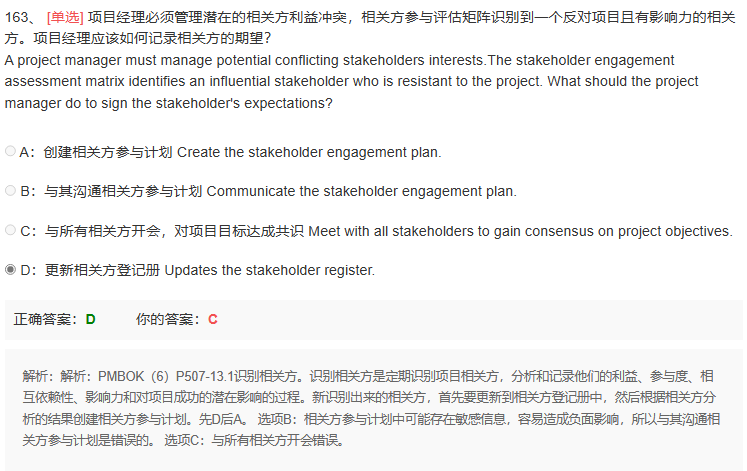 163、 [单选] 项目经理必须管理潜在的相关方利益冲突，相关方参与评估矩阵识别到一个反对项目且有影响力的相关
方。项目经理应该如何记录相关方的期望？
A project manager must manage potential conflicting stakeholders interests.The stakeholder engagement
assessment matrix identifies an influential stakeholder who is resistant to the project. What should the project
manager do to sign the stakeholder's expectations?
A：创建相关方参与计划 Create the stakeholder engagement plan.
B：与其沟通相关方参与计划 Communicate the stakeholder engagement plan.
C：与所有相关方开会，对项目目标达成共识 Meet with all stakeholders to gain consensus on project objectives.
D：更新相关方登记册 Updates the stakeholder register.
正确答案：D 你的答案：C
解析：解析：PMBOK（6）P507-13.1识别相关方。识别相关方是定期识别项目相关方，分析和记录他们的利益、参与度、相
互依赖性、影响力和对项目成功的潜在影响的过程。新识别出来的相关方，首先要更新到相关方登记册中，然后根据相关方分
析的结果创建相关方参与计划。先D后A。 选项B：相关方参与计划中可能存在敏感信息，容易造成负面影响，所以与其沟通相
关方参与计划是错误的。 选项C：与所有相关方开会错误。